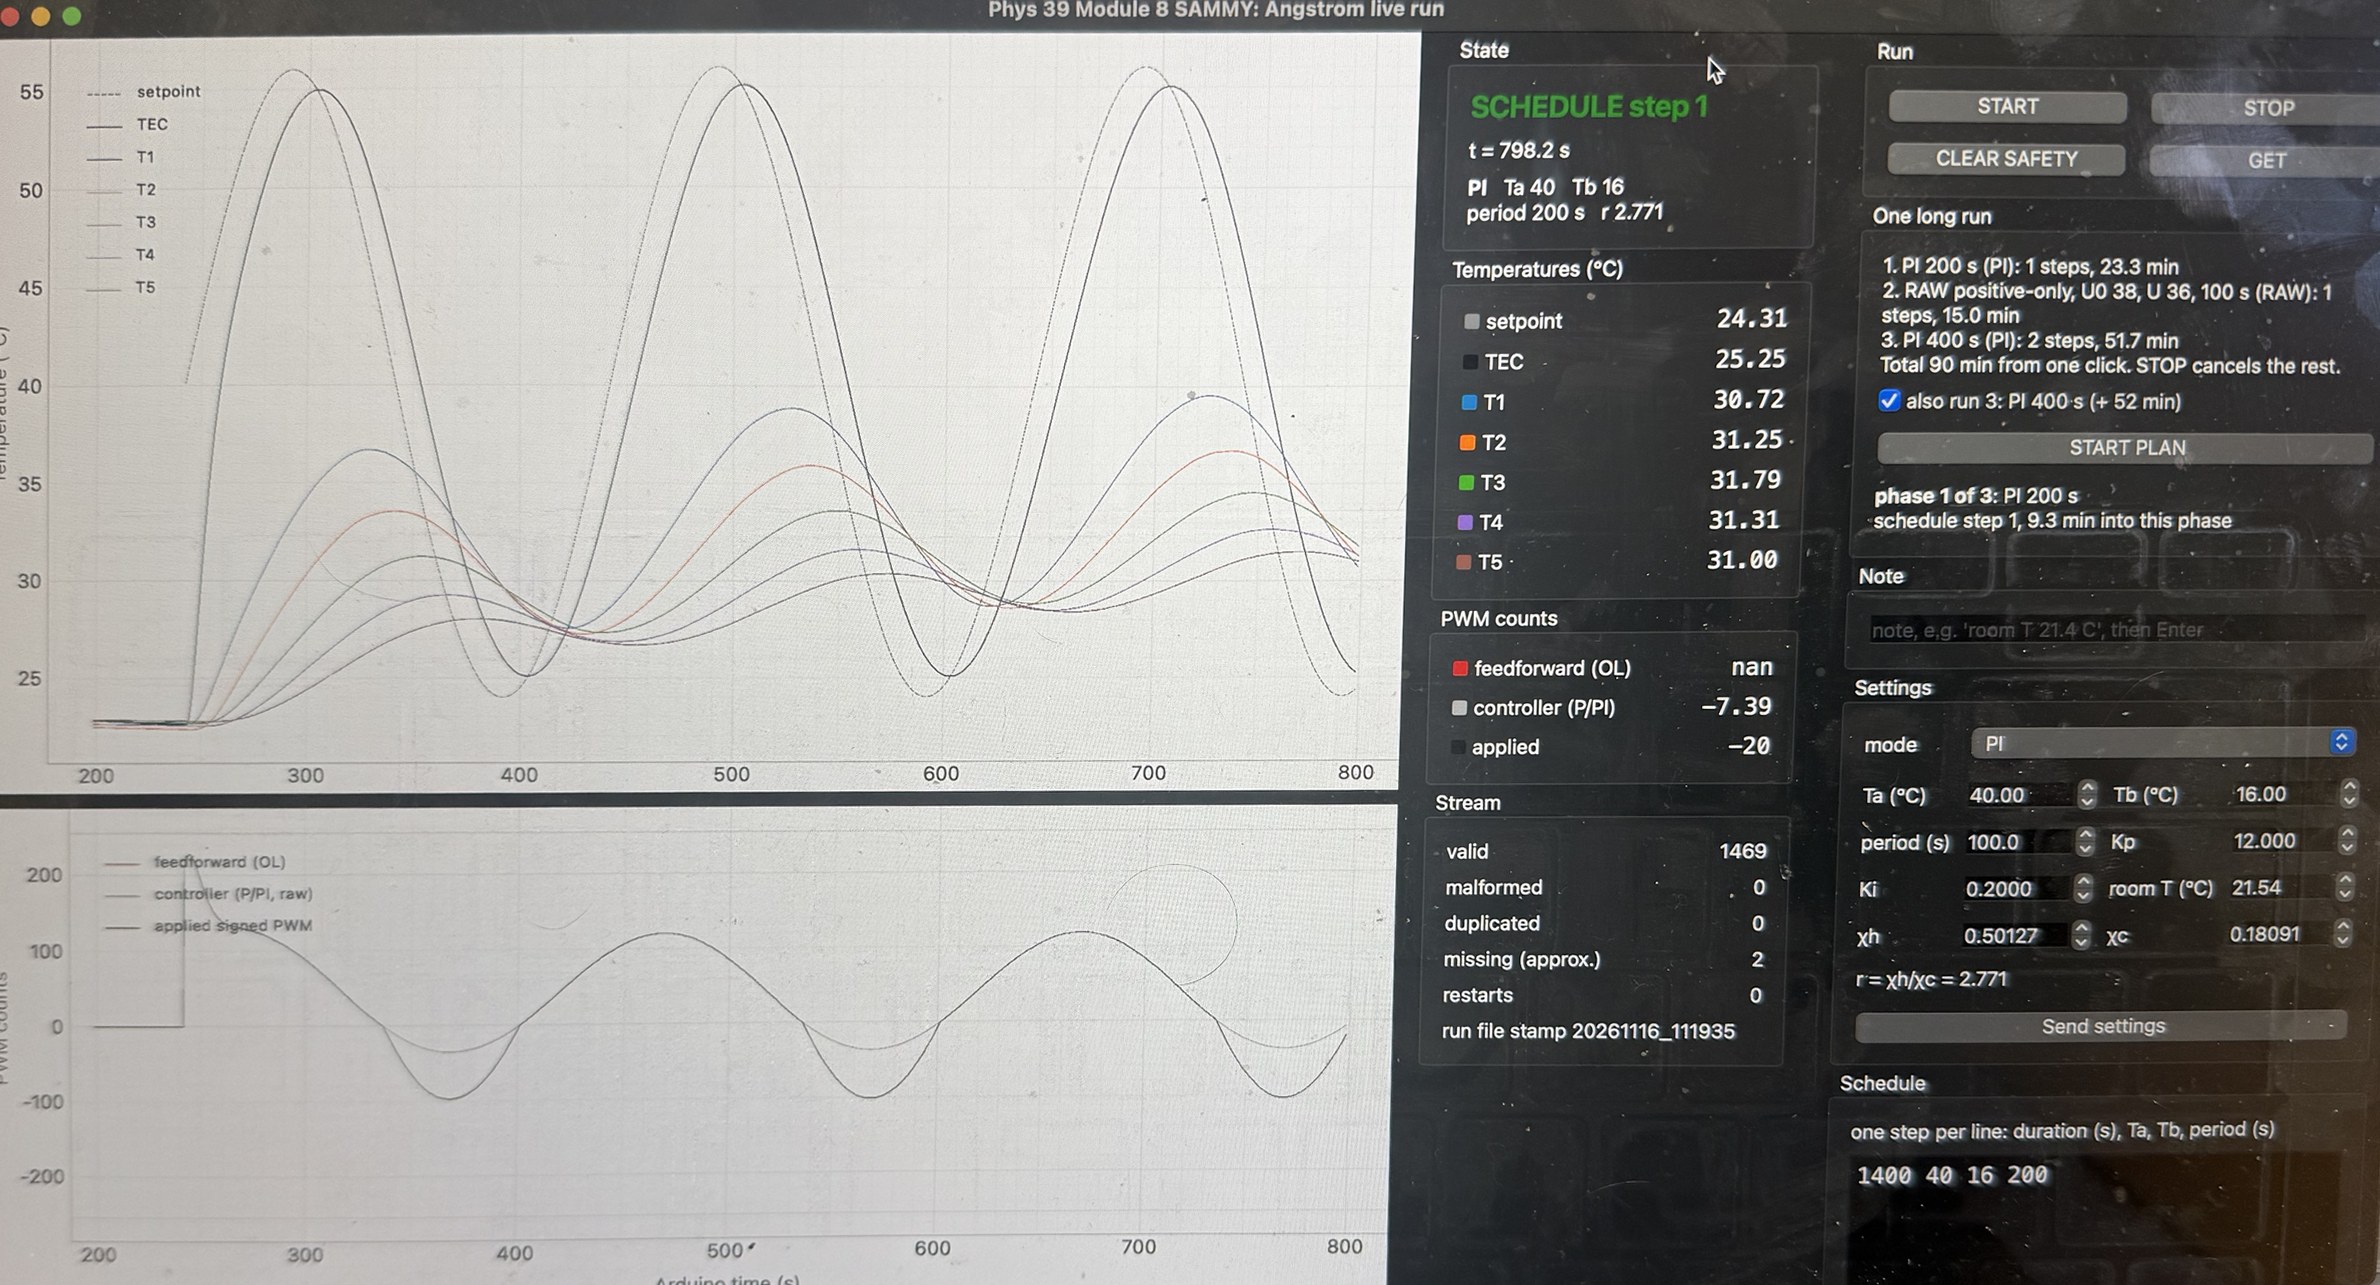 Phys 39 Module 8 SAMMY: Angstrom live run
55
50
45
40
35
30
25
setpoint
TEC
T1
T2
T3
T4
T5
200 300 400 500 600 700 800
200
100
0
-100
-200
feedforward (OL)
controller (P/PI, raw)
applied signed PWM
200 300 400 500 600 700 800
Arduino time (s)
State
SCHEDULE step 1
t = 798.2 s
PI Ta 40 Tb 16
period 200 s r 2.771
Temperatures (°C)
setpoint 24.31
TEC 25.25
T1 30.72
T2 31.25
T3 31.79
T4 31.31
T5 31.00
PWM counts
feedforward (OL) nan
controller (P/PI) −7.39
applied −20
Stream
valid 1469
malformed 0
duplicated 0
missing (approx.) 2
restarts 0
run file stamp 20261116_111935
Run
START STOP
CLEAR SAFETY GET
One long run
1. PI 200 s (PI): 1 steps, 23.3 min
2. RAW positive-only, U0 38, U 36, 100 s (RAW): 1
steps, 15.0 min
3. PI 400 s (PI): 2 steps, 51.7 min
Total 90 min from one click. STOP cancels the rest.
also run 3: PI 400 s (+ 52 min)
START PLAN
phase 1 of 3: PI 200 s
schedule step 1, 9.3 min into this phase
Note
note, e.g. 'room T 21.4 C', then Enter
Settings
mode PI
Ta (°C) 40.00 Tb (°C) 16.00
period (s) 100.0 Kp 12.000
Ki 0.2000 room T (°C) 21.54
χh 0.50127 χc 0.18091
r = χh/χc = 2.771
Send settings
Schedule
one step per line: duration (s), Ta, Tb, period (s)
1400 40 16 200